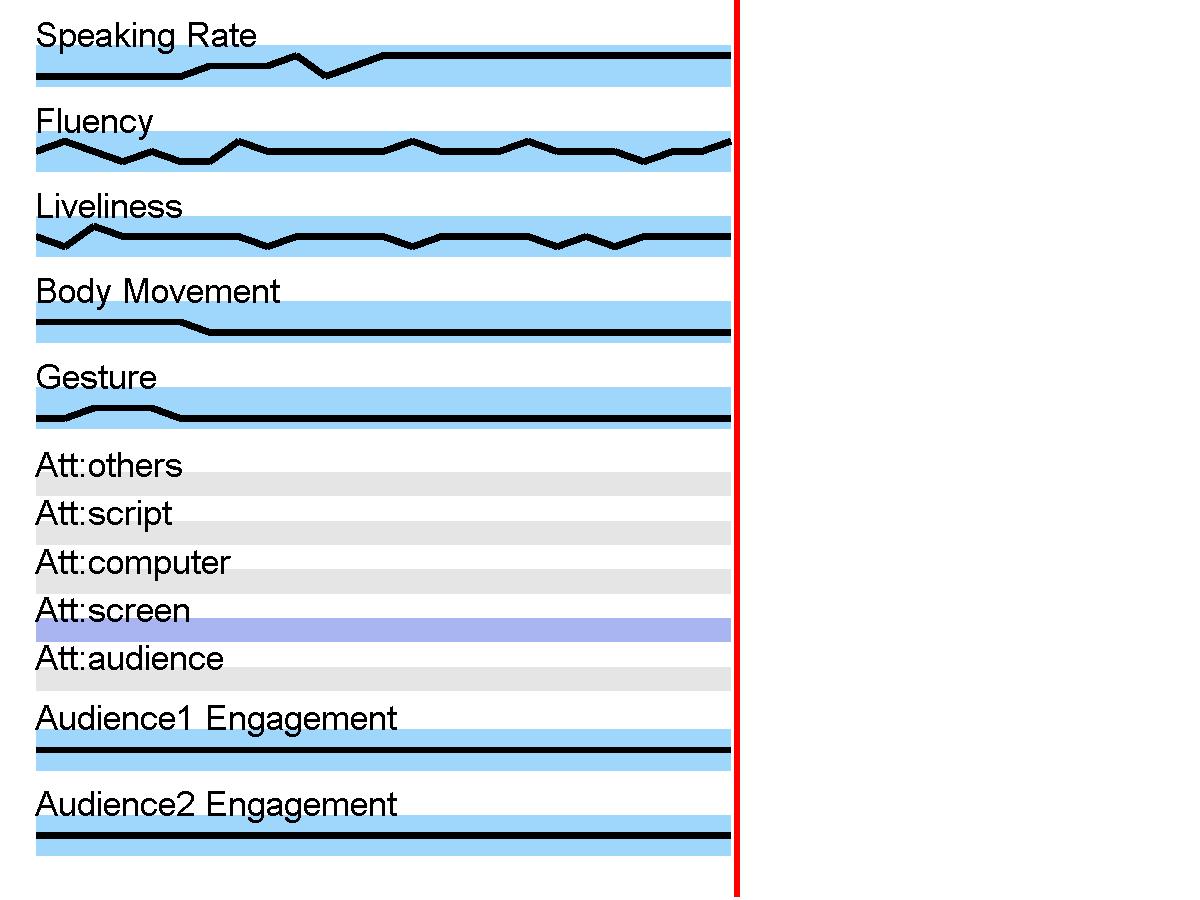 Speaking Rate
Fluency
Liveliness
Body Movement
Gesture
Att:others
Att:script
Att:computer
Att:screen
Att:audience
Audience1 Engagement
Audience2 Engagement